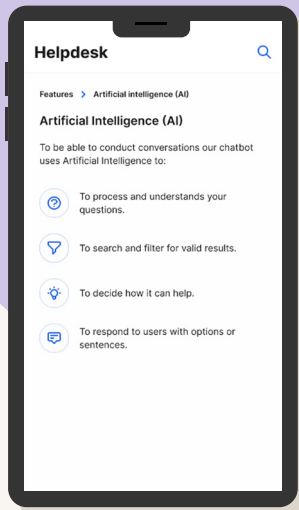 Helpdesk
Features > Artificial intelligence (AI)
Artificial Intelligence (AI)
To be able to conduct conversations our chatbot
uses Artificial Intelligence to:
To process and understands your
questions.
To search and filter for valid results.
To decide how it can help.
To respond to users with options or
sentences.